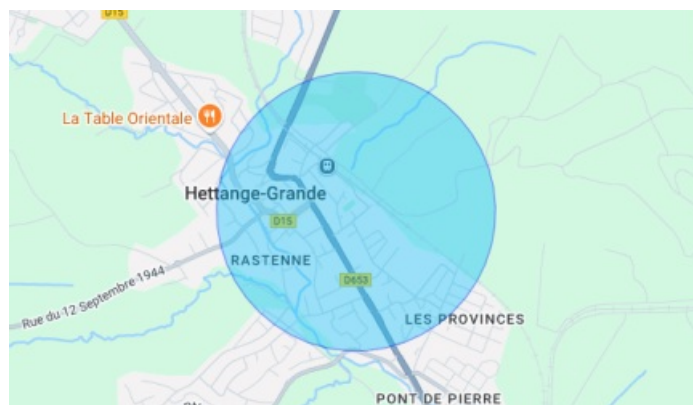 D15
La Table Orientale
Hettange-Grande
D15
RASTENNE
Rue du 12 Septembre 1944
D653
LES PROVINCES
PONT DE PIERRE